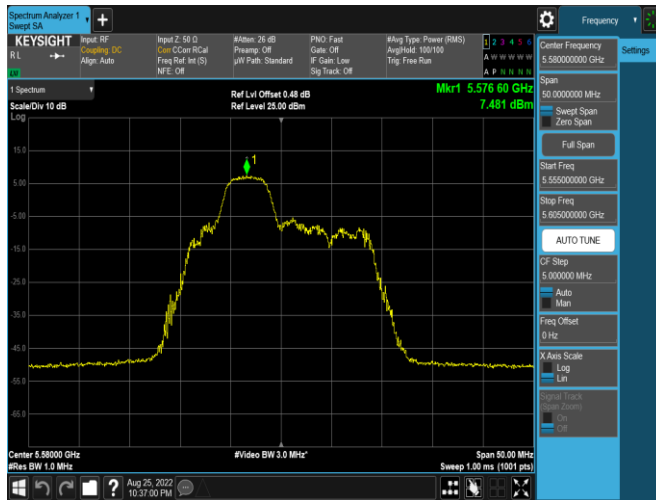 Spectrum Analyzer 1
Swept SA
+
Frequency
KEYSIGHT
RL
Input: RF
Coupling: DC
Align: Auto
Input Z: 50 Ω
Corr CCorr RCal
Freq Ref: Int (S)
NFE: Off
#Atten: 26 dB
Preamp: Off
µW Path: Standard
PNO: Fast
Gate: Off
IF Gain: Low
Sig Track: Off
#Avg Type: Power (RMS)
Avg|Hold: 100/100
Trig: Free Run
1 2 3 4 5 6
A W W W W W
A P N N N N
Settings
Center Frequency
5.580000000 GHz
Span
50.0000000 MHz
Swept Span
Zero Span
Full Span
Start Freq
5.555000000 GHz
Stop Freq
5.605000000 GHz
AUTO TUNE
CF Step
5.000000 MHz
Auto
Man
Freq Offset
0 Hz
X Axis Scale
Log
Lin
Signal Track
(Span Zoom)
On
Off
1 Spectrum
Scale/Div 10 dB
Log
Ref Lvl Offset 0.48 dB
Ref Level 25.00 dBm
Mkr1 5.576 60 GHz
7.481 dBm
1
15.0
5.00
-5.00
-15.0
-25.0
-35.0
-45.0
-55.0
-65.0
Center 5.58000 GHz
#Res BW 1.0 MHz
#Video BW 3.0 MHz*
Span 50.00 MHz
Sweep 1.00 ms (1001 pts)
?
Aug 25, 2022
10:37:00 PM